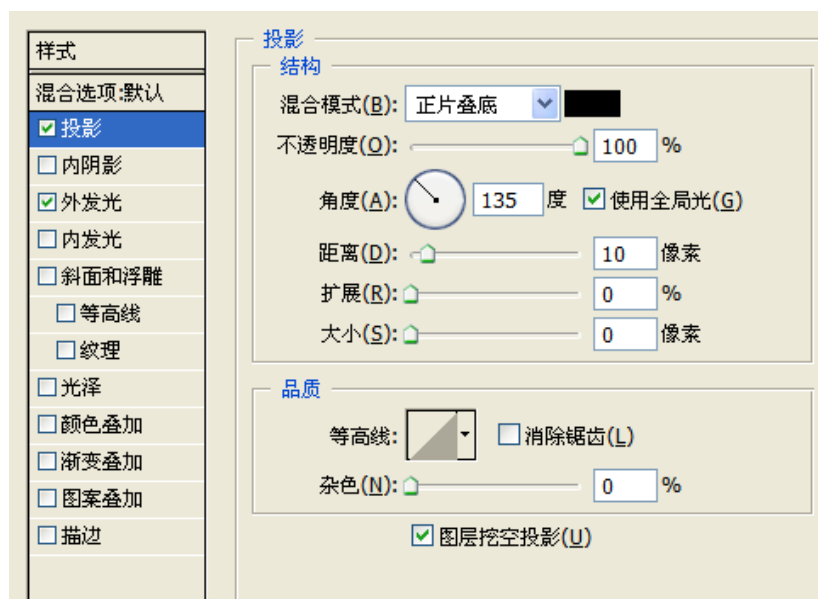 样式
混合选项:默认
投影
内阴影
外发光
内发光
斜面和浮雕
等高线
纹理
光泽
颜色叠加
渐变叠加
图案叠加
描边
投影
结构
混合模式(B): 正片叠底
不透明度(O): 100 %
角度(A): 135 度 使用全局光(G)
距离(D): 10 像素
扩展(R): 0 %
大小(S): 0 像素
品质
等高线: 消除锯齿(L)
杂色(N): 0 %
图层挖空投影(U)